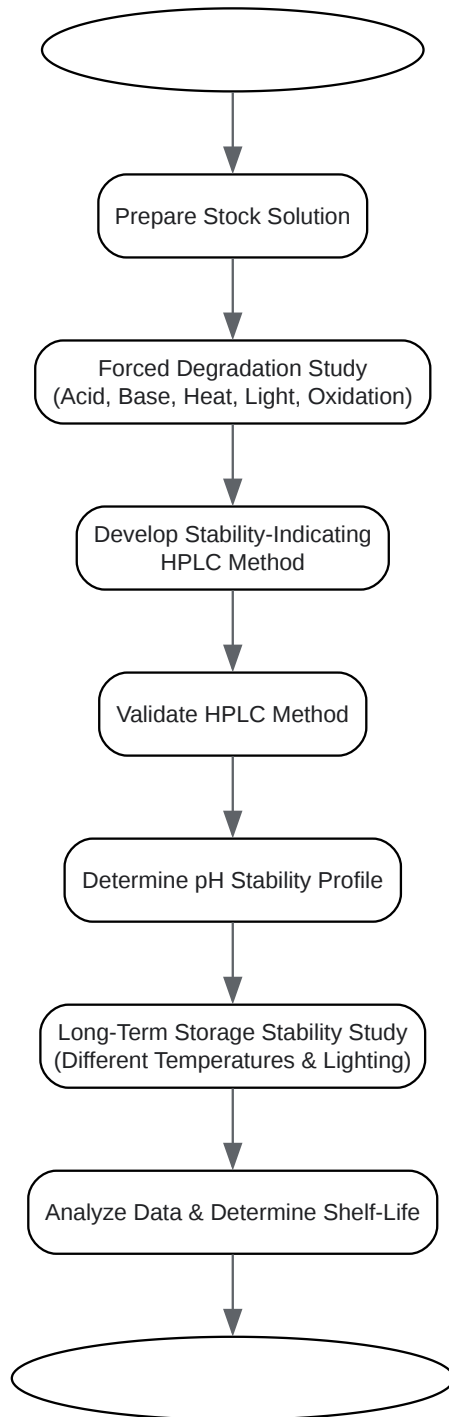 Prepare Stock Solution
Forced Degradation Study
(Acid, Base, Heat, Light, Oxidation)
Develop Stability-Indicating
HPLC Method
Validate HPLC Method
Determine pH Stability Profile
Long-Term Storage Stability Study
(Different Temperatures & Lighting)
Analyze Data & Determine Shelf-Life